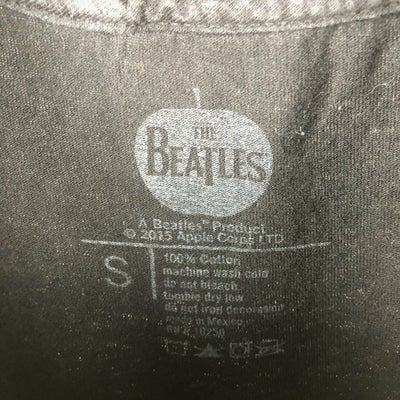 THE
BEATLES
A Beatles™ Product
© 2015 Apple Corps LTD
S
100% Cotton
machine wash cold
do not bleach
tumble dry low
do not iron decoration
made in Mexico